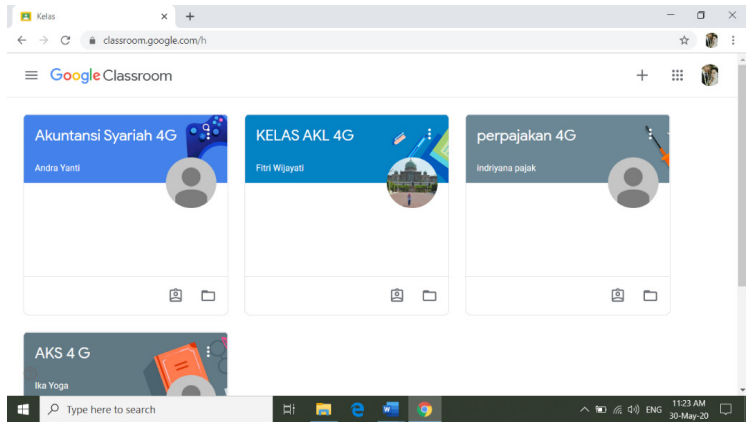 Kelas
classroom.google.com/h
Google Classroom
Akuntansi Syariah 4G
Andra Yanti
KELAS AKL 4G
Fitri Wijayati
perpajakan 4G
indriyana pajak
AKS 4 G
Ika Yoga
Type here to search
ENG
11:23 AM
30-May-20